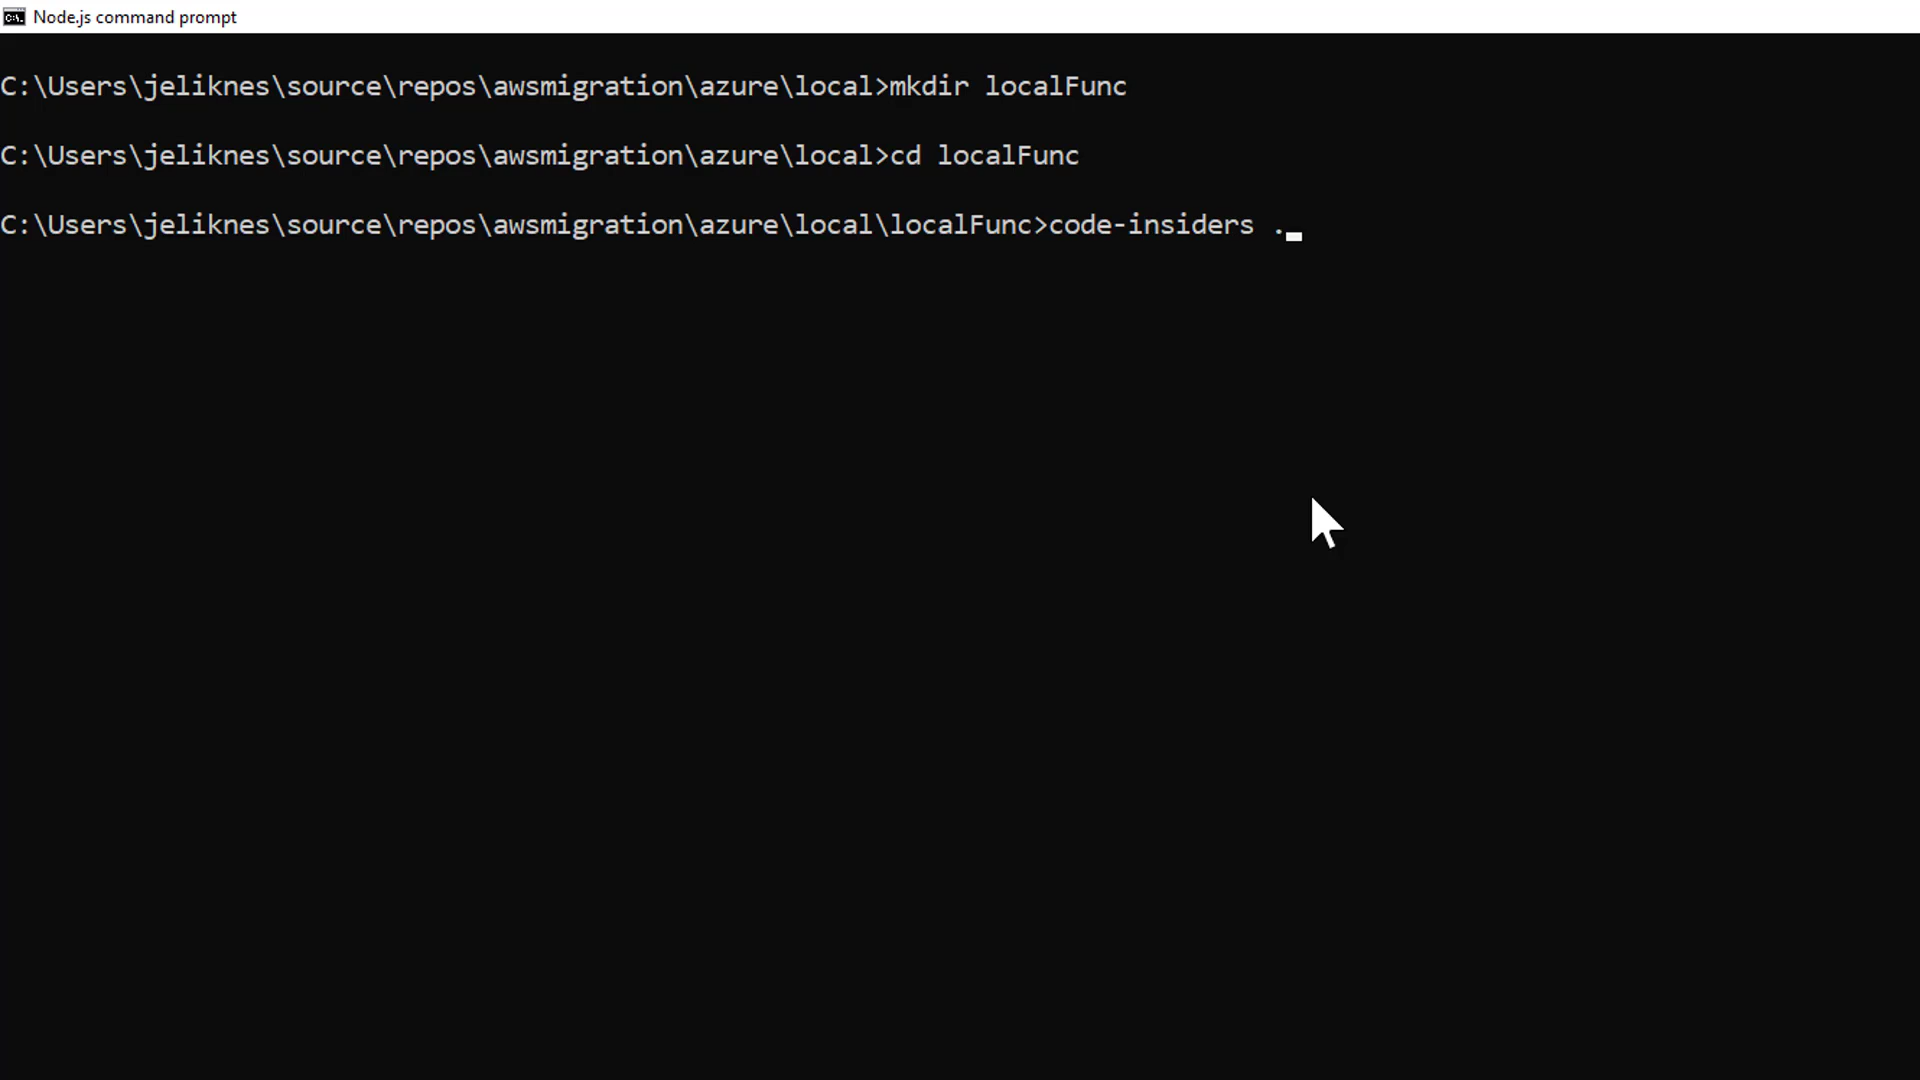 Node.js command prompt
C:\Users\jeliknes\source\repos\awsmigration\azure\local>mkdir localFunc
C:\Users\jeliknes\source\repos\awsmigration\azure\local>cd localFunc
C:\Users\jeliknes\source\repos\awsmigration\azure\local\localFunc>code-insiders .